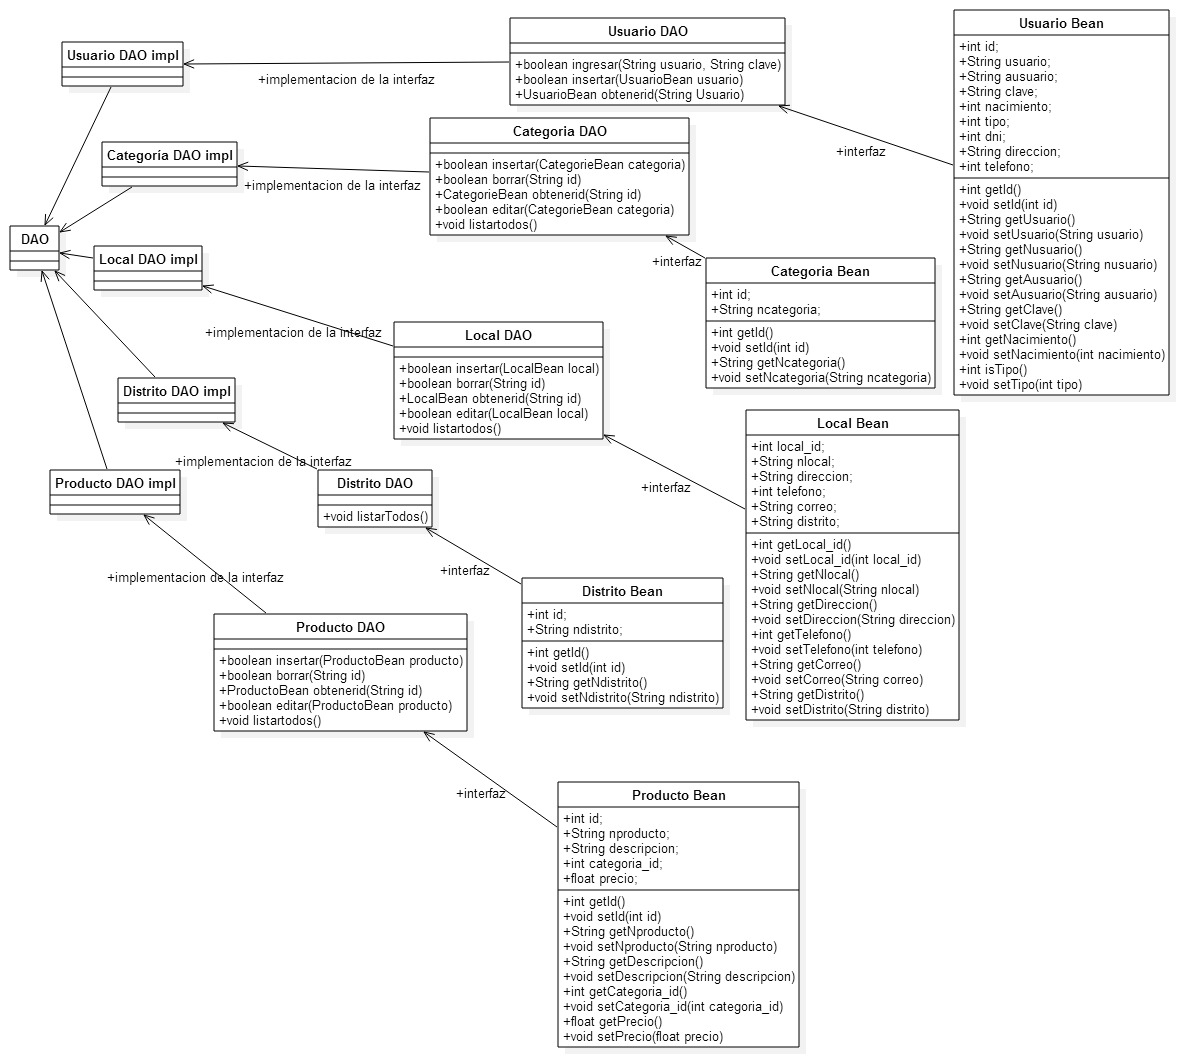 Usuario DAO impl
+implementacion de la interfaz
Usuario DAO
+boolean ingresar(String usuario, String clave)
+boolean insertar(UsuarioBean usuario)
+UsuarioBean obtenerid(String Usuario)
+interfaz
Usuario Bean
+int id;
+String usuario;
+String ausuario;
+String clave;
+int nacimiento;
+int tipo;
+int dni;
+String direccion;
+int telefono;
+int getId()
+void setId(int id)
+String getUsuario()
+void setUsuario(String usuario)
+String getNusuario()
+void setNusuario(String nusuario)
+String getAusuario()
+void setAusuario(String ausuario)
+String getClave()
+void setClave(String clave)
+int getNacimiento()
+void setNacimiento(int nacimiento)
+int isTipo()
+void setTipo(int tipo)
Categoría DAO impl
+implementacion de la interfaz
Categoria DAO
+boolean insertar(CategorieBean categoria)
+boolean borrar(String id)
+CategorieBean obtenerid(String id)
+boolean editar(CategorieBean categoria)
+void listartodos()
+interfaz
Categoria Bean
+int id;
+String ncategoria;
+int getId()
+void setId(int id)
+String getNcategoria()
+void setNcategoria(String ncategoria)
DAO
Local DAO impl
+implementacion de la interfaz
Local DAO
+boolean insertar(LocalBean local)
+boolean borrar(String id)
+LocalBean obtenerid(String id)
+boolean editar(LocalBean local)
+void listartodos()
+interfaz
Local Bean
+int local_id;
+String nlocal;
+String direccion;
+int telefono;
+String correo;
+String distrito;
+int getLocal_id()
+void setLocal_id(int local_id)
+String getNlocal()
+void setNlocal(String nlocal)
+String getDireccion()
+void setDireccion(String direccion)
+int getTelefono()
+void setTelefono(int telefono)
+String getCorreo()
+void setCorreo(String correo)
+String getDistrito()
+void setDistrito(String distrito)
Distrito DAO impl
+implementacion de la interfaz
Distrito DAO
+void listarTodos()
+interfaz
Distrito Bean
+int id;
+String ndistrito;
+int getId()
+void setId(int id)
+String getNdistrito()
+void setNdistrito(String ndistrito)
Producto DAO impl
+implementacion de la interfaz
Producto DAO
+boolean insertar(ProductoBean producto)
+boolean borrar(String id)
+ProductoBean obtenerid(String id)
+boolean editar(ProductoBean producto)
+void listartodos()
+interfaz
Producto Bean
+int id;
+String nproducto;
+String descripcion;
+int categoria_id;
+float precio;
+int getId()
+void setId(int id)
+String getNproducto()
+void setNproducto(String nproducto)
+String getDescripcion()
+void setDescripcion(String descripcion)
+int getCategoria_id()
+void setCategoria_id(int categoria_id)
+float getPrecio()
+void setPrecio(float precio)